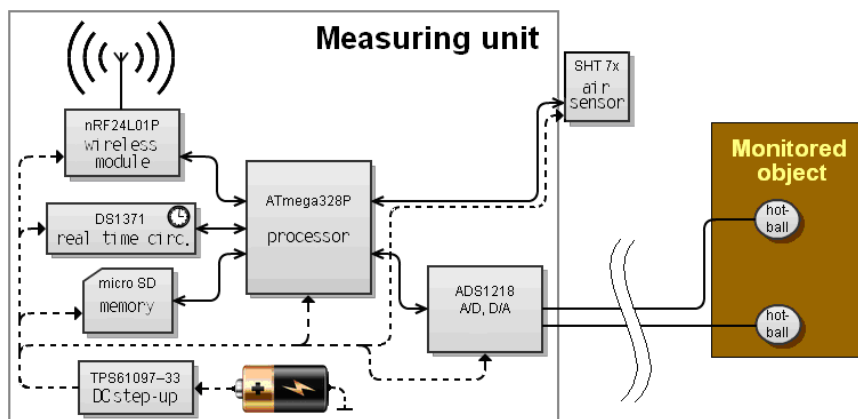 Measuring unit
SHT 7x
air
sensor
nRF24L01P
wireless
module
Monitored
object
ATmega328P
processor
hot-
ball
DS1371
real time circ.
micro SD
memory
ADS1218
A/D, D/A
hot-
ball
TPS61097–33
DC step-up